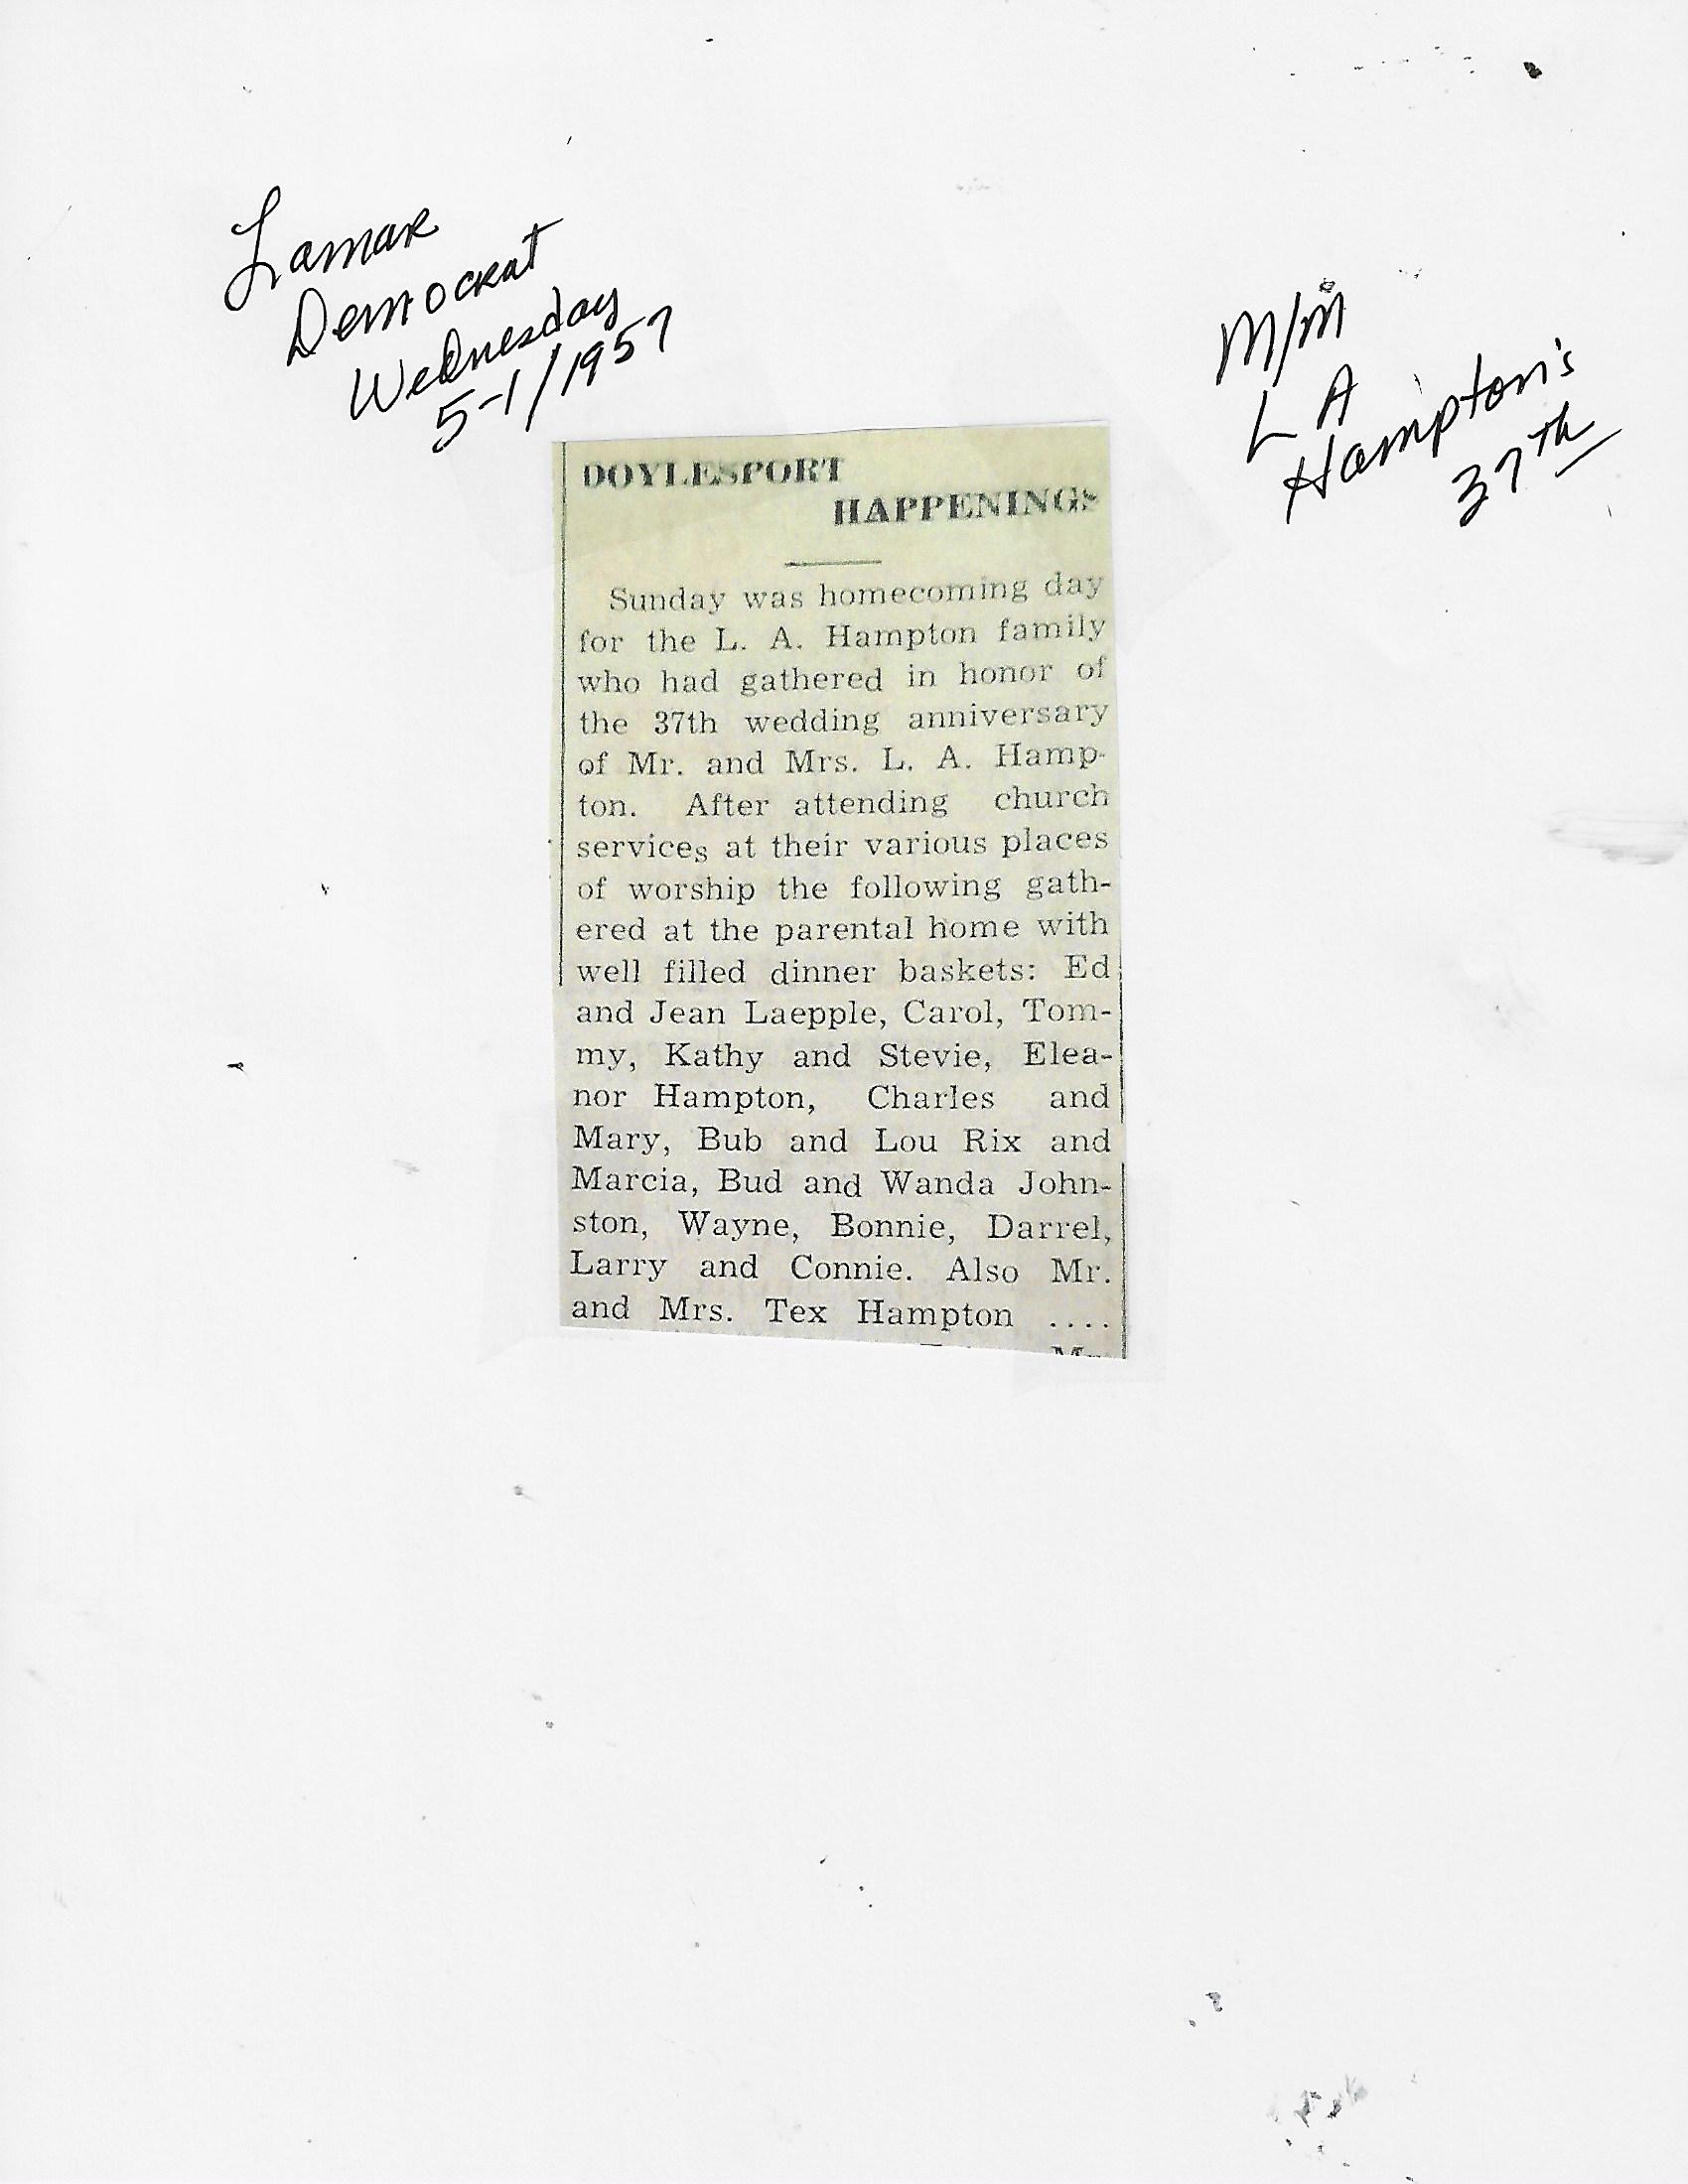 Lamar
Democrat
Wednesday
5-1/1957
M/M
L A
Hampton's
37th
DOYLESPORT
HAPPENINGS
Sunday was homecoming day
for the L. A. Hampton family
who had gathered in honor of
the 37th wedding anniversary
of Mr. and Mrs. L. A. Hamp-
ton. After attending church
services at their various places
of worship the following gath-
ered at the parental home with
well filled dinner baskets: Ed
and Jean Laepple, Carol, Tom-
my, Kathy and Stevie, Elea-
nor Hampton, Charles and
Mary, Bub and Lou Rix and
Marcia, Bud and Wanda John-
ston, Wayne, Bonnie, Darrel,
Larry and Connie. Also Mr.
and Mrs. Tex Hampton ....